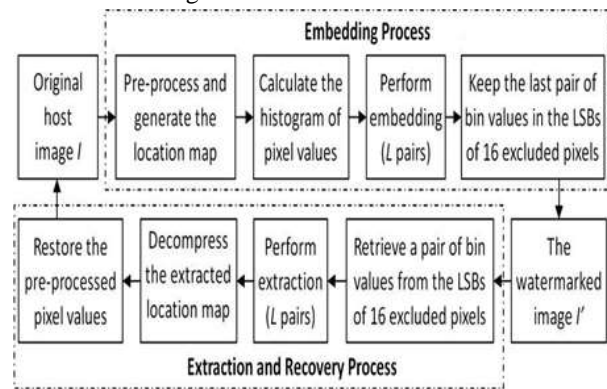 Embedding Process
Original
host
image I
Pre-process and
generate the
location map
Calculate the
histogram of
pixel values
Perform
embedding
(L pairs)
Keep the last pair of
bin values in the LSBs
of 16 excluded pixels
Restore the
pre-processed
pixel values
Decompress
the extracted
location map
Perform
extraction
(L pairs)
Retrieve a pair of bin
values from the LSBs
of 16 excluded pixels
The
watermarked
image I'
Extraction and Recovery Process